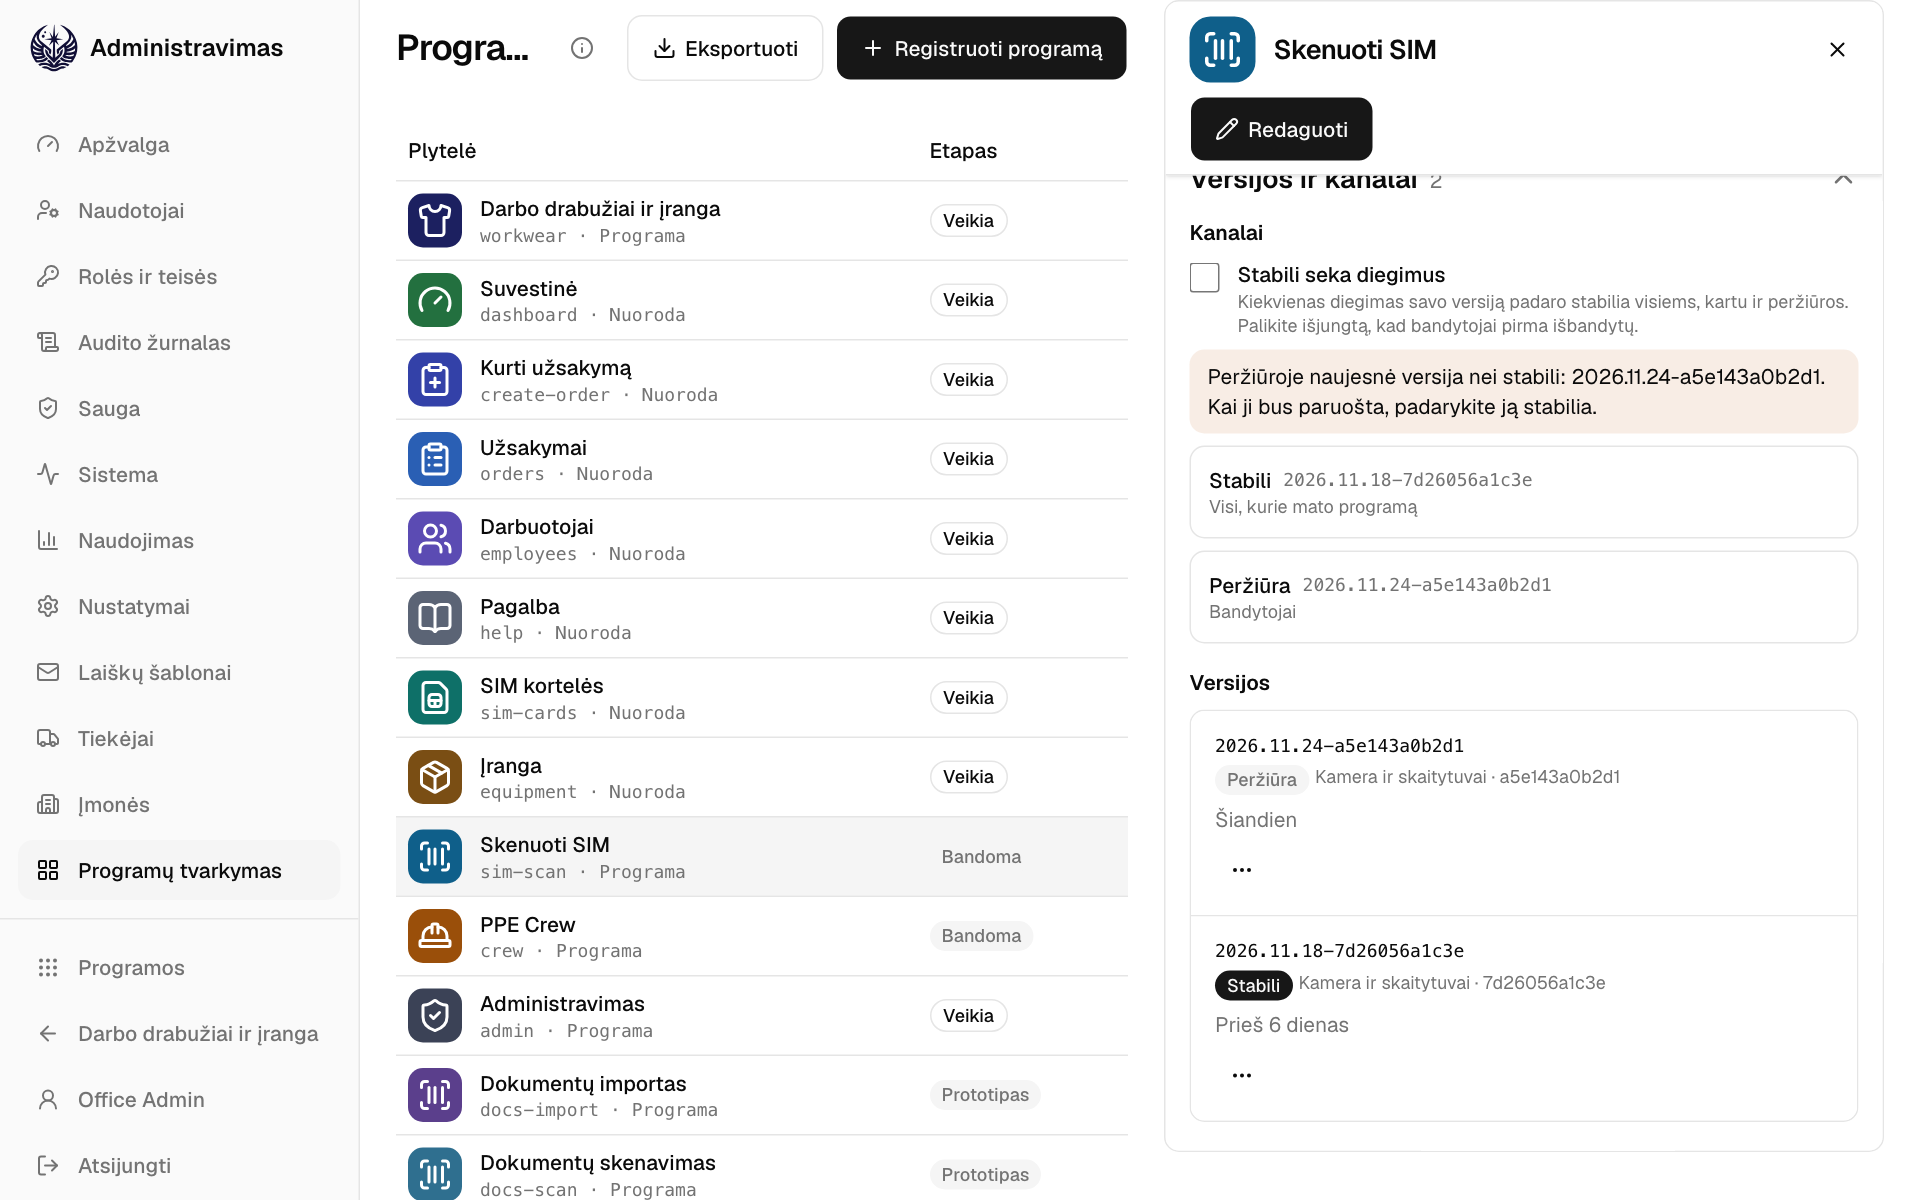 Administravimas
Apžvalga
Naudotojai
Rolės ir teisės
Audito žurnalas
Sauga
Sistema
Naudojimas
Nustatymai
Laiškų šablonai
Tiekėjai
Įmonės
Programų tvarkymas
Programos
Darbo drabužiai ir įranga
Office Admin
Atsijungti
Progra...
Eksportuoti
Registruoti programą
Plytelė
Etapas
Darbo drabužiai ir įranga
workwear · Programa
Veikia
Suvestinė
dashboard · Nuoroda
Veikia
Kurti užsakymą
create-order · Nuoroda
Veikia
Užsakymai
orders · Nuoroda
Veikia
Darbuotojai
employees · Nuoroda
Veikia
Pagalba
help · Nuoroda
Veikia
SIM kortelės
sim-cards · Nuoroda
Veikia
Įranga
equipment · Nuoroda
Veikia
Skenuoti SIM
sim-scan · Programa
Bandoma
PPE Crew
crew · Programa
Bandoma
Administravimas
admin · Programa
Veikia
Dokumentų importas
docs-import · Programa
Prototipas
Dokumentų skenavimas
docs-scan · Programa
Prototipas
Skenuoti SIM
Redaguoti
Versijos ir kanalai 2
Kanalai
Stabili seka diegimus
Kiekvienas diegimas savo versiją padaro stabilia visiems, kartu ir peržiūros.
Palikite išjungtą, kad bandytojai pirma išbandytų.
Peržiūroje naujesnė versija nei stabili: 2026.11.24-a5e143a0b2d1.
Kai ji bus paruošta, padarykite ją stabilia.
Stabili 2026.11.18-7d26056a1c3e
Visi, kurie mato programą
Peržiūra 2026.11.24-a5e143a0b2d1
Bandytojai
Versijos
2026.11.24-a5e143a0b2d1
Peržiūra Kamera ir skaitytuvai · a5e143a0b2d1
Šiandien
2026.11.18-7d26056a1c3e
Stabili Kamera ir skaitytuvai · 7d26056a1c3e
Prieš 6 dienas